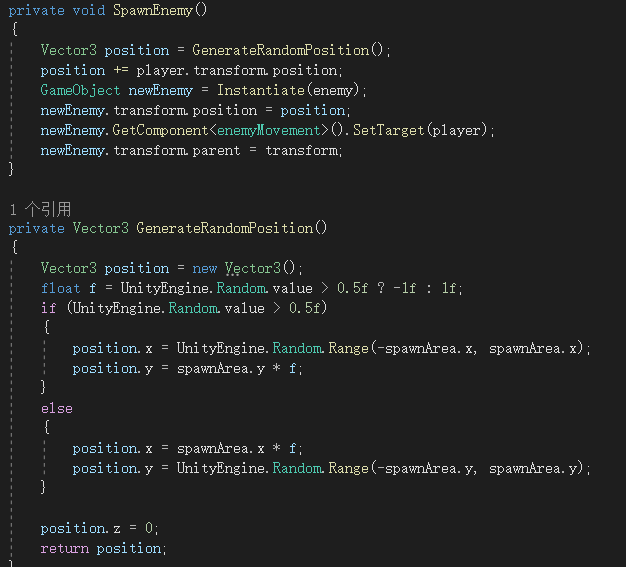 private void SpawnEnemy()
{
    Vector3 position = GenerateRandomPosition();
    position += player.transform.position;
    GameObject newEnemy = Instantiate(enemy);
    newEnemy.transform.position = position;
    newEnemy.GetComponent<enemyMovement>().SetTarget(player);
    newEnemy.transform.parent = transform;
}
1 个引用
private Vector3 GenerateRandomPosition()
{
    Vector3 position = new Vector3();
    float f = UnityEngine.Random.value > 0.5f ? -1f : 1f;
    if (UnityEngine.Random.value > 0.5f)
    {
        position.x = UnityEngine.Random.Range(-spawnArea.x, spawnArea.x);
        position.y = spawnArea.y * f;
    }
    else
    {
        position.x = spawnArea.x * f;
        position.y = UnityEngine.Random.Range(-spawnArea.y, spawnArea.y);
    }
    position.z = 0;
    return position;
}